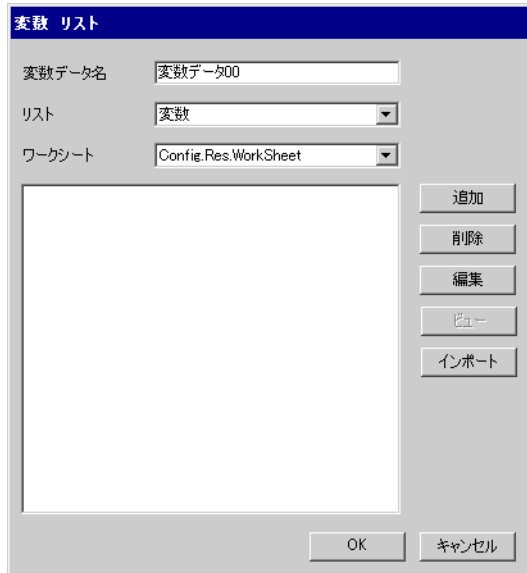 変数 リスト
変数データ名 変数データ00
リスト 変数
ワークシート Config.Res.WorkSheet
追加
削除
編集
ビュー
インポート
OK キャンセル